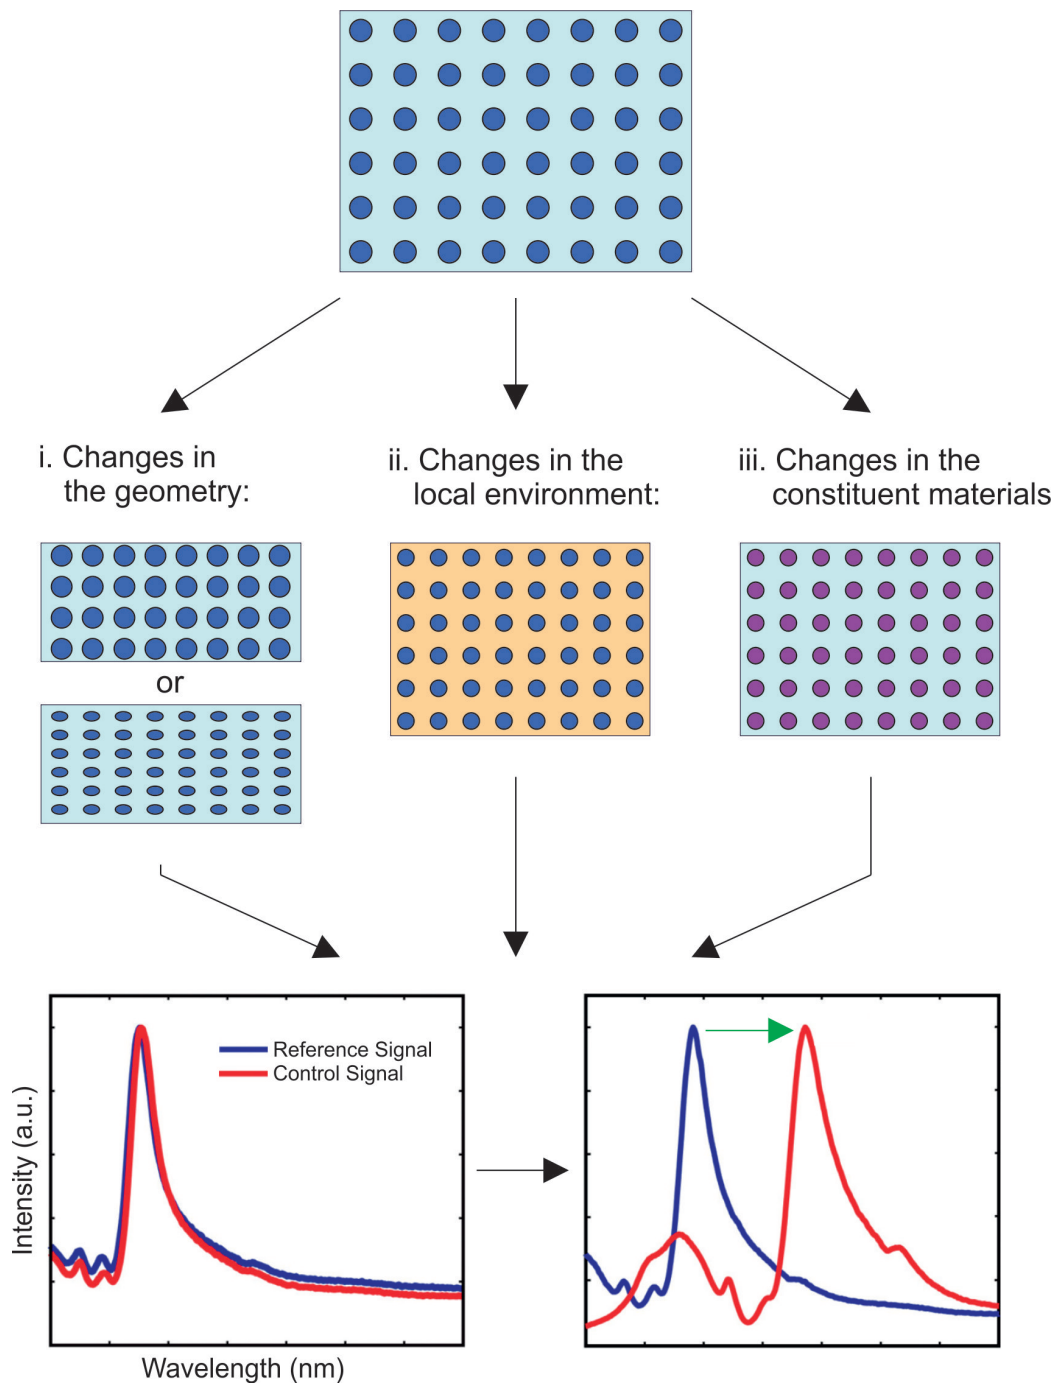 i. Changes in
the geometry:
ii. Changes in the
local environment:
iii. Changes in the
constituent materials
or
Reference Signal
Control Signal
Intensity (a.u.)
Wavelength (nm)